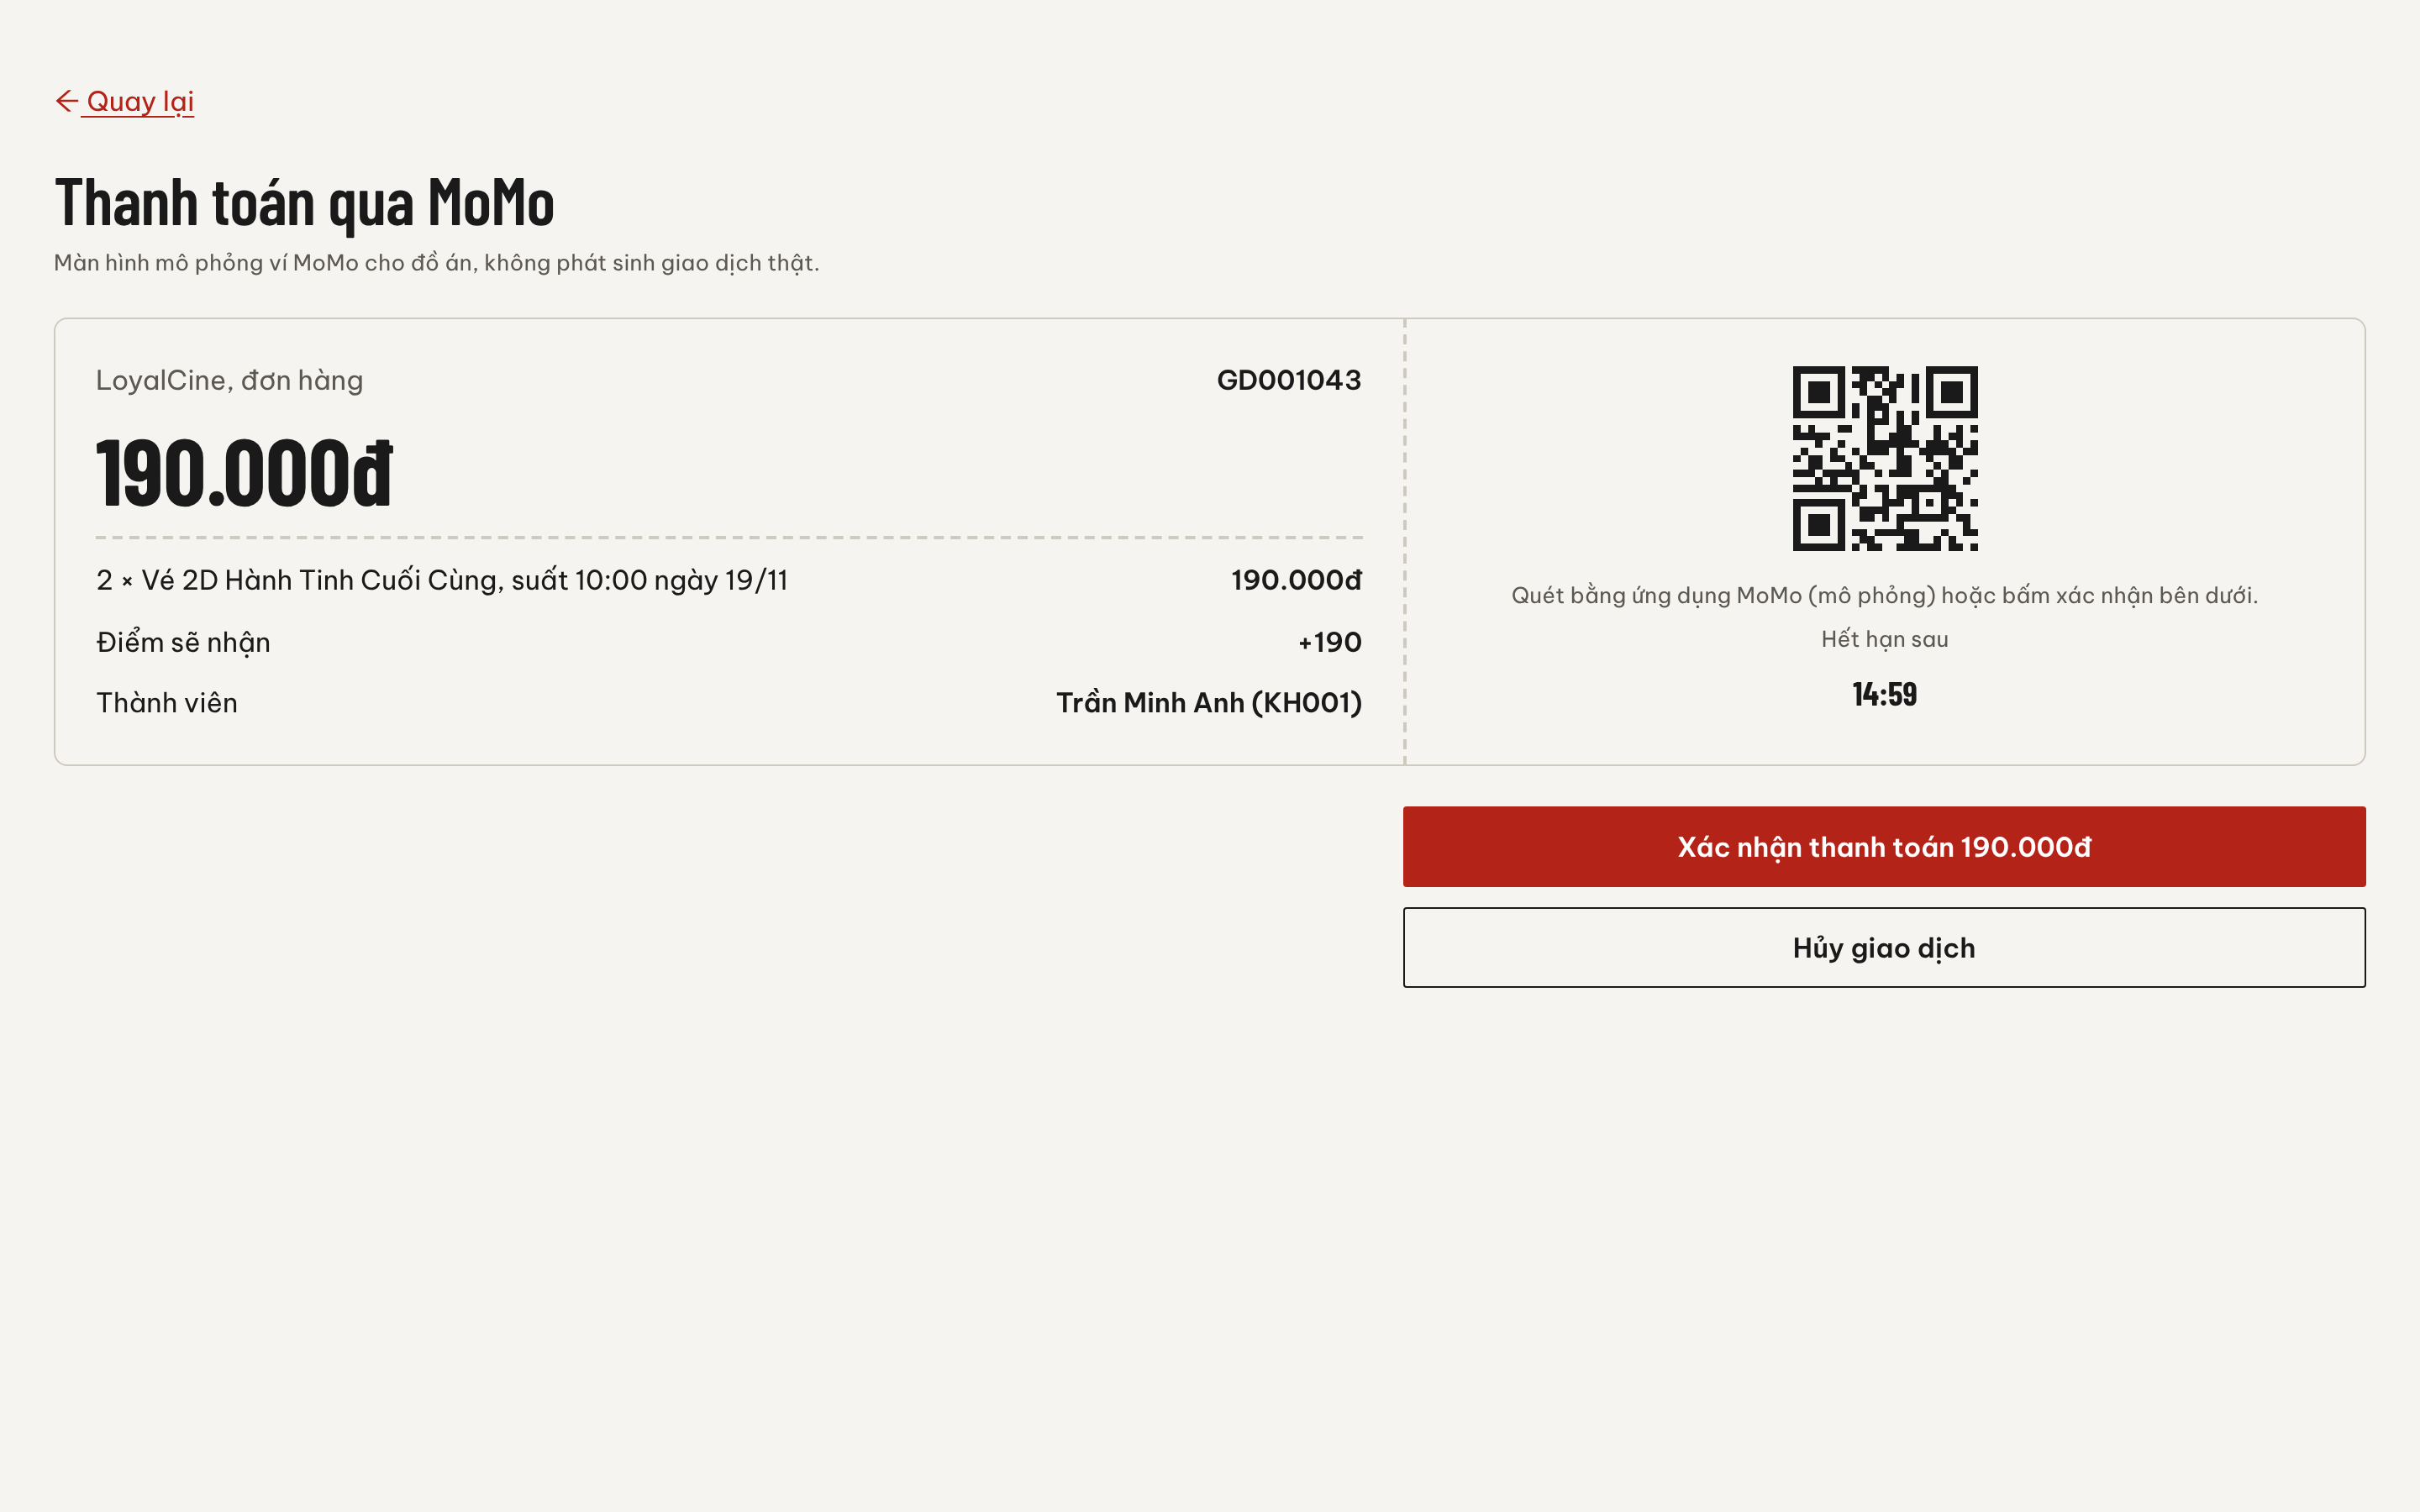 ← Quay lại
Thanh toán qua MoMo
Màn hình mô phỏng ví MoMo cho đồ án, không phát sinh giao dịch thật.
LoyalCine, đơn hàng GD001043
190.000đ
2 × Vé 2D Hành Tinh Cuối Cùng, suất 10:00 ngày 19/11 190.000đ
Điểm sẽ nhận +190
Thành viên Trần Minh Anh (KH001)
Quét bằng ứng dụng MoMo (mô phỏng) hoặc bấm xác nhận bên dưới.
Hết hạn sau
14:59
Xác nhận thanh toán 190.000đ
Hủy giao dịch